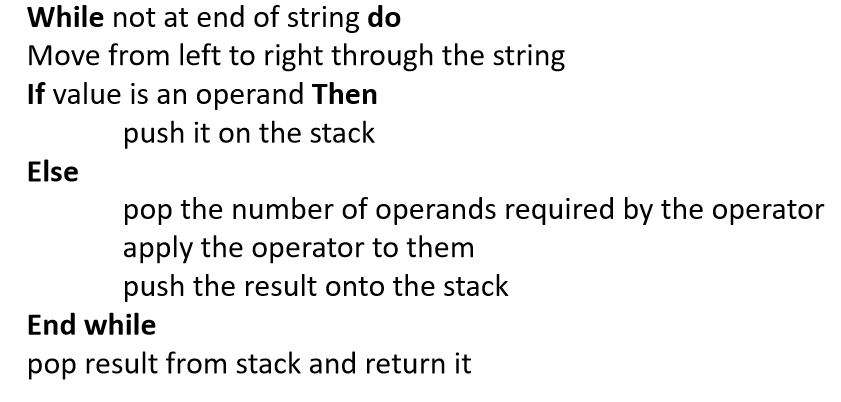 While not at end of string do
Move from left to right through the string
If value is an operand Then
push it on the stack
Else
pop the number of operands required by the operator
apply the operator to them
push the result onto the stack
End while
pop result from stack and return it